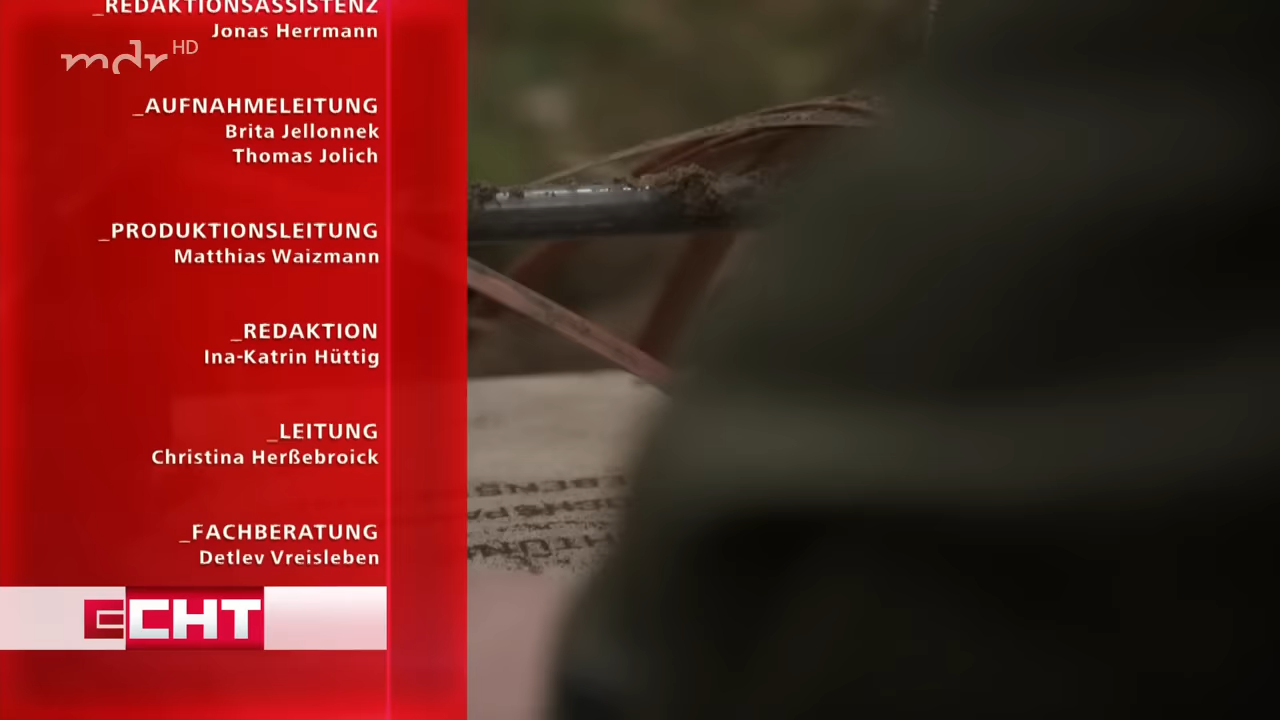 _REDAKTIONSASSISTENZ
Jonas Herrmann
mdr HD
_AUFNAHMELEITUNG
Brita Jellonnek
Thomas Jolich
_PRODUKTIONSLEITUNG
Matthias Waizmann
_REDAKTION
Ina-Katrin Hüttig
_LEITUNG
Christina Herßebroick
_FACHBERATUNG
Detlev Vreisleben
ECHT